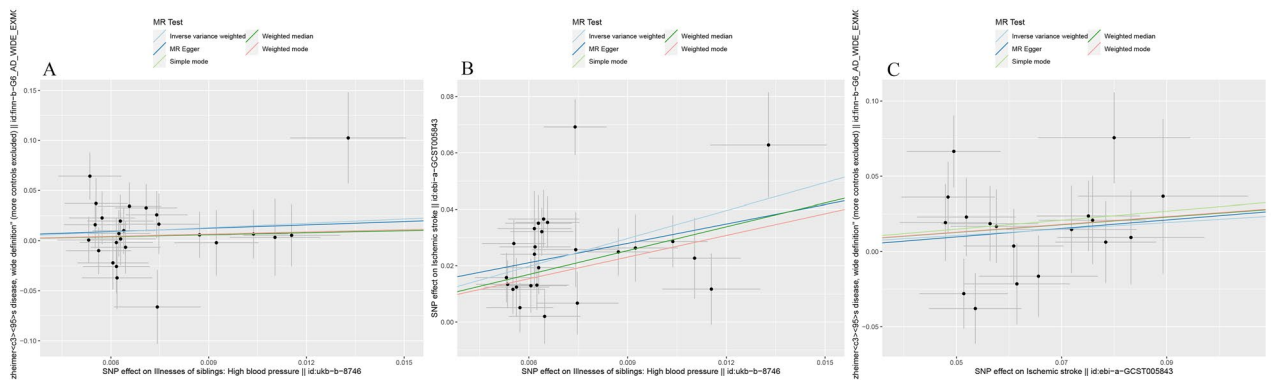 MR Test
Inverse variance weighted
Weighted median
MR Egger
Weighted mode
Simple mode
A
zheimer<c3><95>s disease, wide definition" (more controls excluded) || id:finn-b-G6_AD_WIDE_EXMO
0.15
0.10
0.05
0.00
−0.05
−0.10
0.006
0.009
0.012
0.015
SNP effect on Illnesses of siblings: High blood pressure || id:ukb-b-8746
MR Test
Inverse variance weighted
Weighted median
MR Egger
Weighted mode
Simple mode
B
SNP effect on Ischemic stroke || id:ebi-a-GCST005843
0.08
0.06
0.04
0.02
0.00
0.006
0.009
0.012
0.015
SNP effect on Illnesses of siblings: High blood pressure || id:ukb-b-8746
MR Test
Inverse variance weighted
Weighted median
MR Egger
Weighted mode
Simple mode
C
zheimer<c3><95>s disease, wide definition" (more controls excluded) || id:finn-b-G6_AD_WIDE_EXMO
0.10
0.05
0.00
−0.05
0.05
0.07
0.09
SNP effect on Ischemic stroke || id:ebi-a-GCST005843